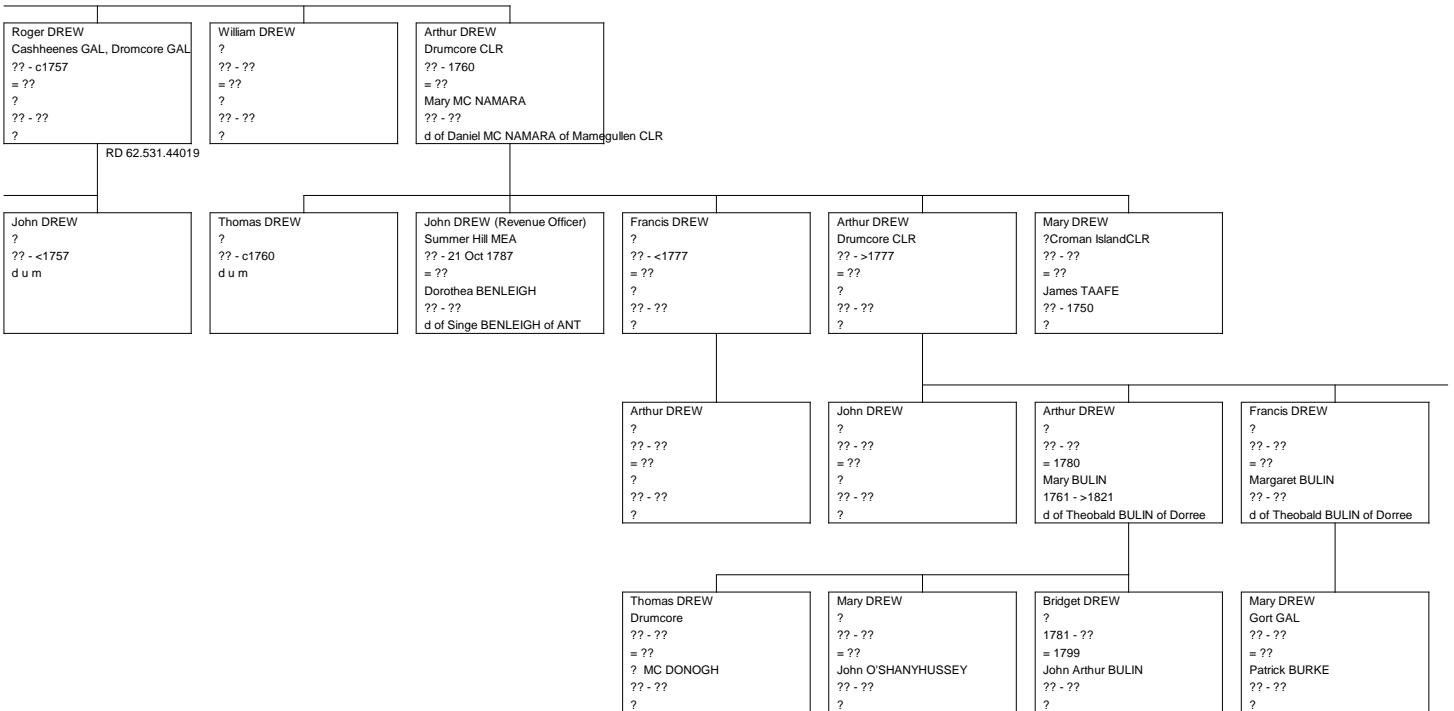 Roger DREW
Cashheenes GAL, Dromcore GAL
?? - c1757
= ??
?
?? - ??
?
RD 62.531.44019
William DREW
?
?? - ??
= ??
?
?? - ??
?
Arthur DREW
Drumcore CLR
?? - 1760
= ??
Mary MC NAMARA
?? - ??
d of Daniel MC NAMARA of Mamegullen CLR
John DREW
?
?? - <1757
d u m
Thomas DREW
?
?? - c1760
d u m
John DREW (Revenue Officer)
Summer Hill MEA
?? - 21 Oct 1787
= ??
Dorothea BENLEIGH
?? - ??
d of Singe BENLEIGH of ANT
Francis DREW
?
?? - <1777
= ??
?
?? - ??
?
Arthur DREW
Drumcore CLR
?? - >1777
= ??
?
?? - ??
?
Mary DREW
?Croman IslandCLR
?? - ??
= ??
James TAAFE
?? - 1750
?
Arthur DREW
?
?? - ??
= ??
?
?? - ??
?
John DREW
?
?? - ??
= ??
?
?? - ??
?
Arthur DREW
?
?? - ??
= 1780
Mary BULIN
1761 - >1821
d of Theobald BULIN of Dorree
Francis DREW
?
?? - ??
= ??
Margaret BULIN
?? - ??
d of Theobald BULIN of Dorree
Thomas DREW
Drumcore
?? - ??
= ??
? MC DONOGH
?? - ??
?
Mary DREW
?
?? - ??
= ??
John O'SHANYHUSSEY
?? - ??
?
Bridget DREW
?
1781 - ??
= 1799
John Arthur BULIN
?? - ??
?
Mary DREW
Gort GAL
?? - ??
= ??
Patrick BURKE
?? - ??
?